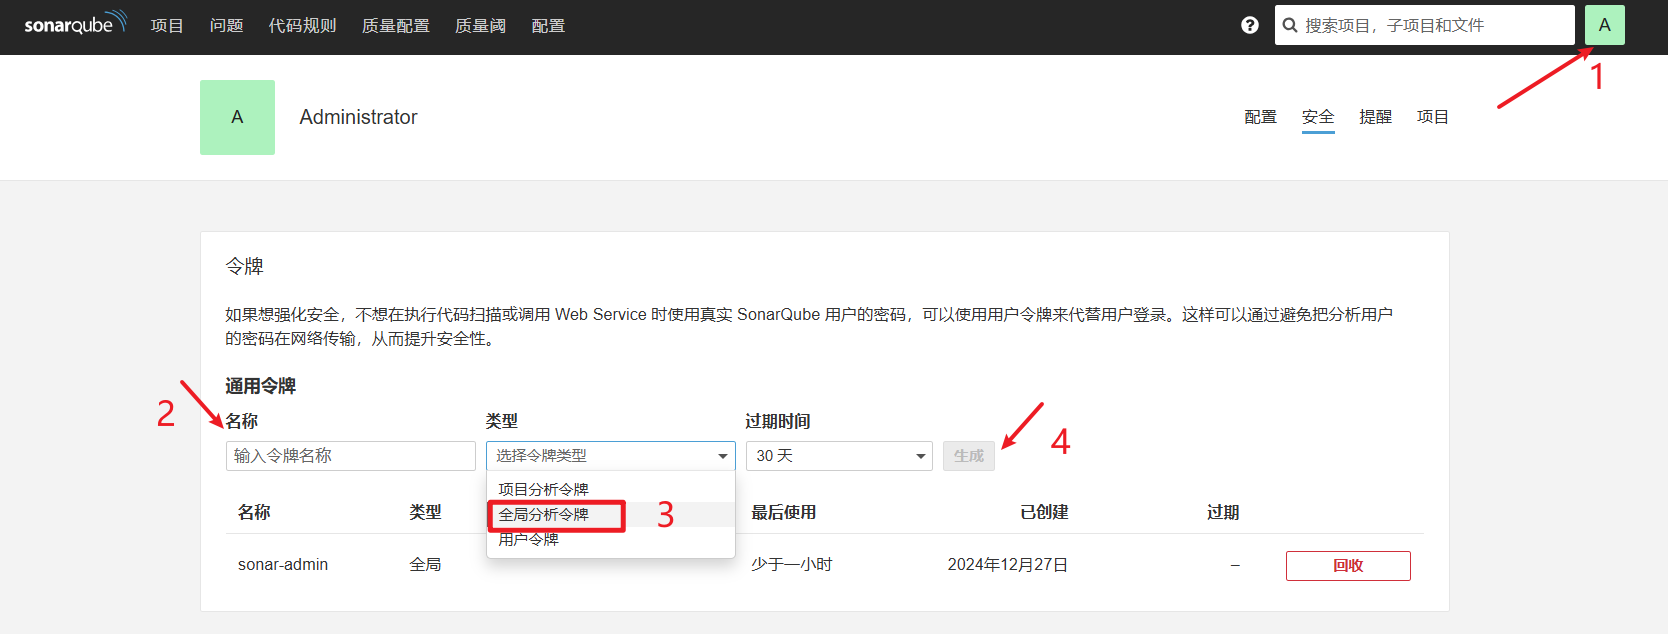 sonarqube 项目 问题 代码规则 质量配置 质量阈 配置 ? 搜索项目，子项目和文件 A
1
A Administrator 配置 安全 提醒 项目
令牌
如果想强化安全，不想在执行代码扫描或调用 Web Service 时使用真实 SonarQube 用户的密码，可以使用用户令牌来代替用户登录。这样可以通过避免把分析用户
的密码在网络传输，从而提升安全性。
通用令牌
2 名称 类型 过期时间
4
输入令牌名称 选择令牌类型 30 天 生成
项目分析令牌
全局分析令牌 3
用户令牌
名称 类型 最后使用 已创建 过期
sonar-admin 全局 少于一小时 2024年12月27日 – 回收